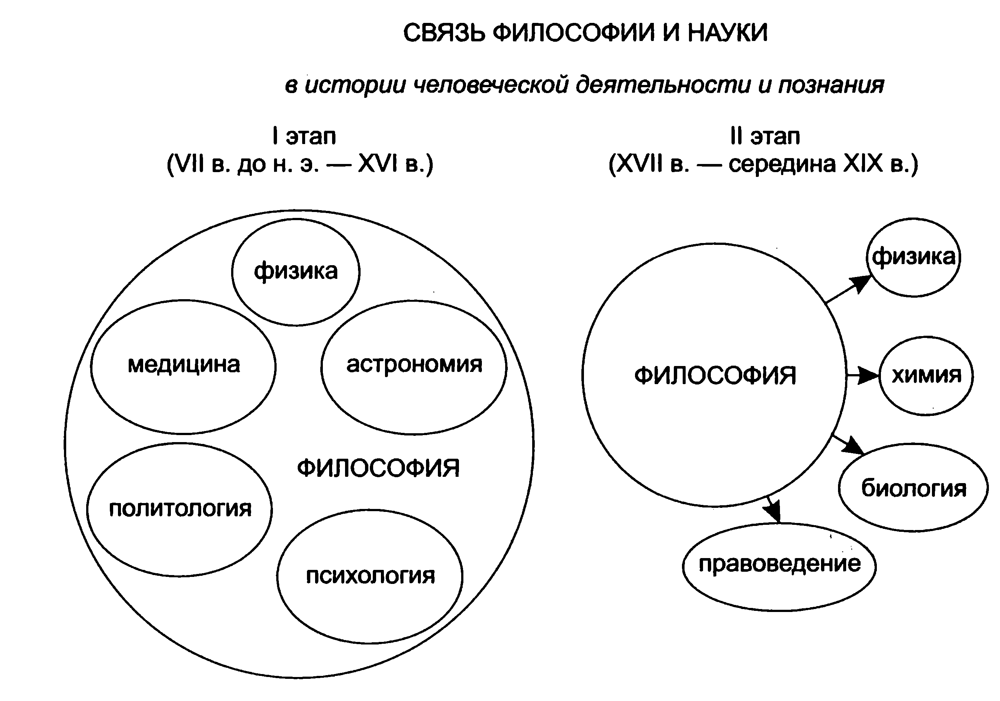 СВЯЗЬ ФИЛОСОФИИ И НАУКИ
в истории человеческой деятельности и познания
I этап
(VII в. до н. э. — XVI в.)
физика
медицина
астрономия
ФИЛОСОФИЯ
политология
психология
II этап
(XVII в. — середина XIX в.)
физика
ФИЛОСОФИЯ
химия
биология
правоведение